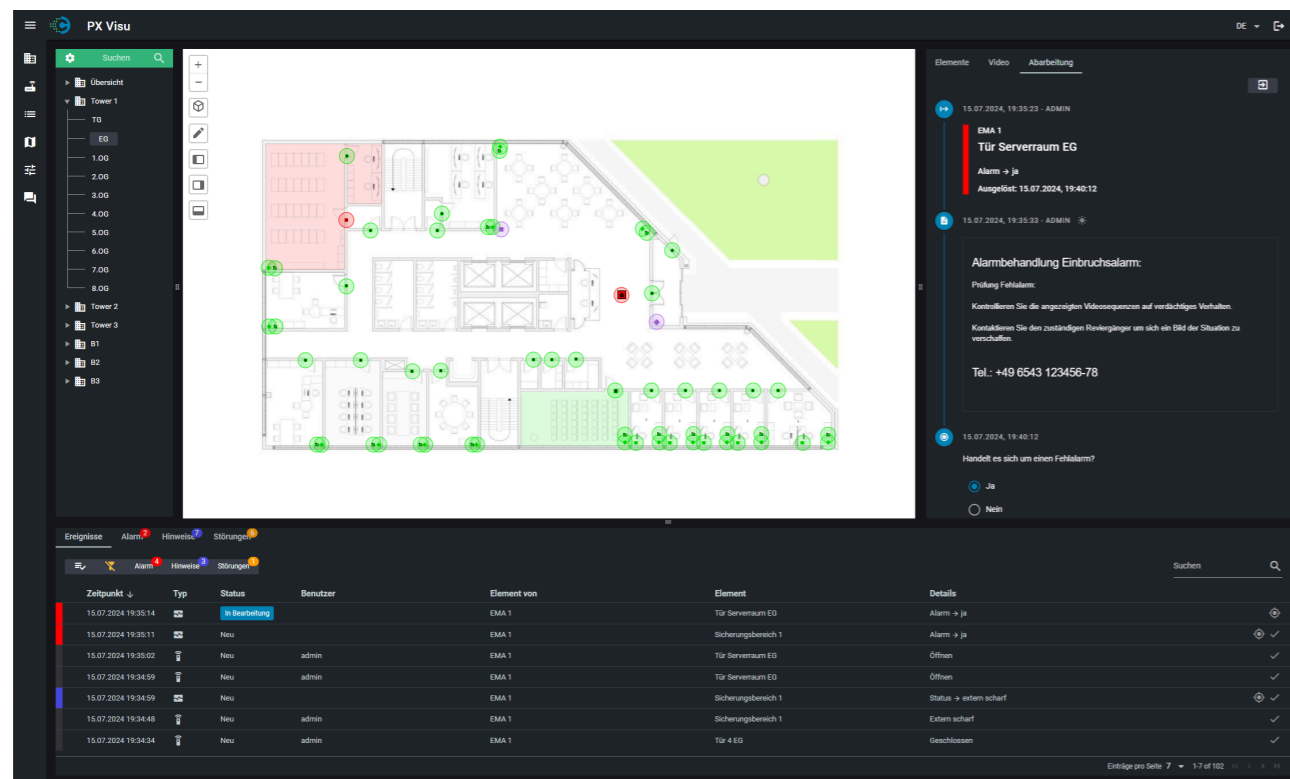 PX Visu
DE
Suchen
Übersicht
Tower 1
TG
EG
1.OG
2.OG
3.OG
4.OG
5.OG
6.OG
7.OG
8.OG
Tower 2
Tower 3
B1
B2
B3
+
−
Elemente Video Abarbeitung
15.07.2024, 19:35:23 - ADMIN
EMA 1
Tür Serverraum EG
Alarm → ja
Ausgelöst: 15.07.2024, 19:40:12
15.07.2024, 19:35:33 - ADMIN
Alarmbehandlung Einbruchsalarm:
Prüfung Fehlalarm:
Kontrollieren Sie die angezeigten Videosequenzen auf verdächtiges Verhalten.
Kontaktieren Sie den zuständigen Reviergänger um sich ein Bild der Situation zu
verschaffen.
Tel.: +49 6543 123456-78
15.07.2024, 19:40:12
Handelt es sich um einen Fehlalarm?
Ja
Nein
Ereignisse Alarm 2 Hinweise 7 Störungen 6
Alarm 4 Hinweise 3 Störungen 1 Suchen
Zeitpunkt ↓ Typ Status Benutzer Element von Element Details
15.07.2024 19:35:14 In Bearbeitung EMA 1 Tür Serverraum EG Alarm → ja
15.07.2024 19:35:11 Neu EMA 1 Sicherungsbereich 1 Alarm → ja
15.07.2024 19:35:02 Neu admin EMA 1 Tür Serverraum EG Öffnen
15.07.2024 19:34:59 Neu admin EMA 1 Tür Serverraum EG Öffnen
15.07.2024 19:34:59 Neu EMA 1 Sicherungsbereich 1 Status → extern scharf
15.07.2024 19:34:48 Neu admin EMA 1 Sicherungsbereich 1 Extern scharf
15.07.2024 19:34:34 Neu admin EMA 1 Tür 4 EG Geschlossen
Einträge pro Seite 7 1-7 of 102